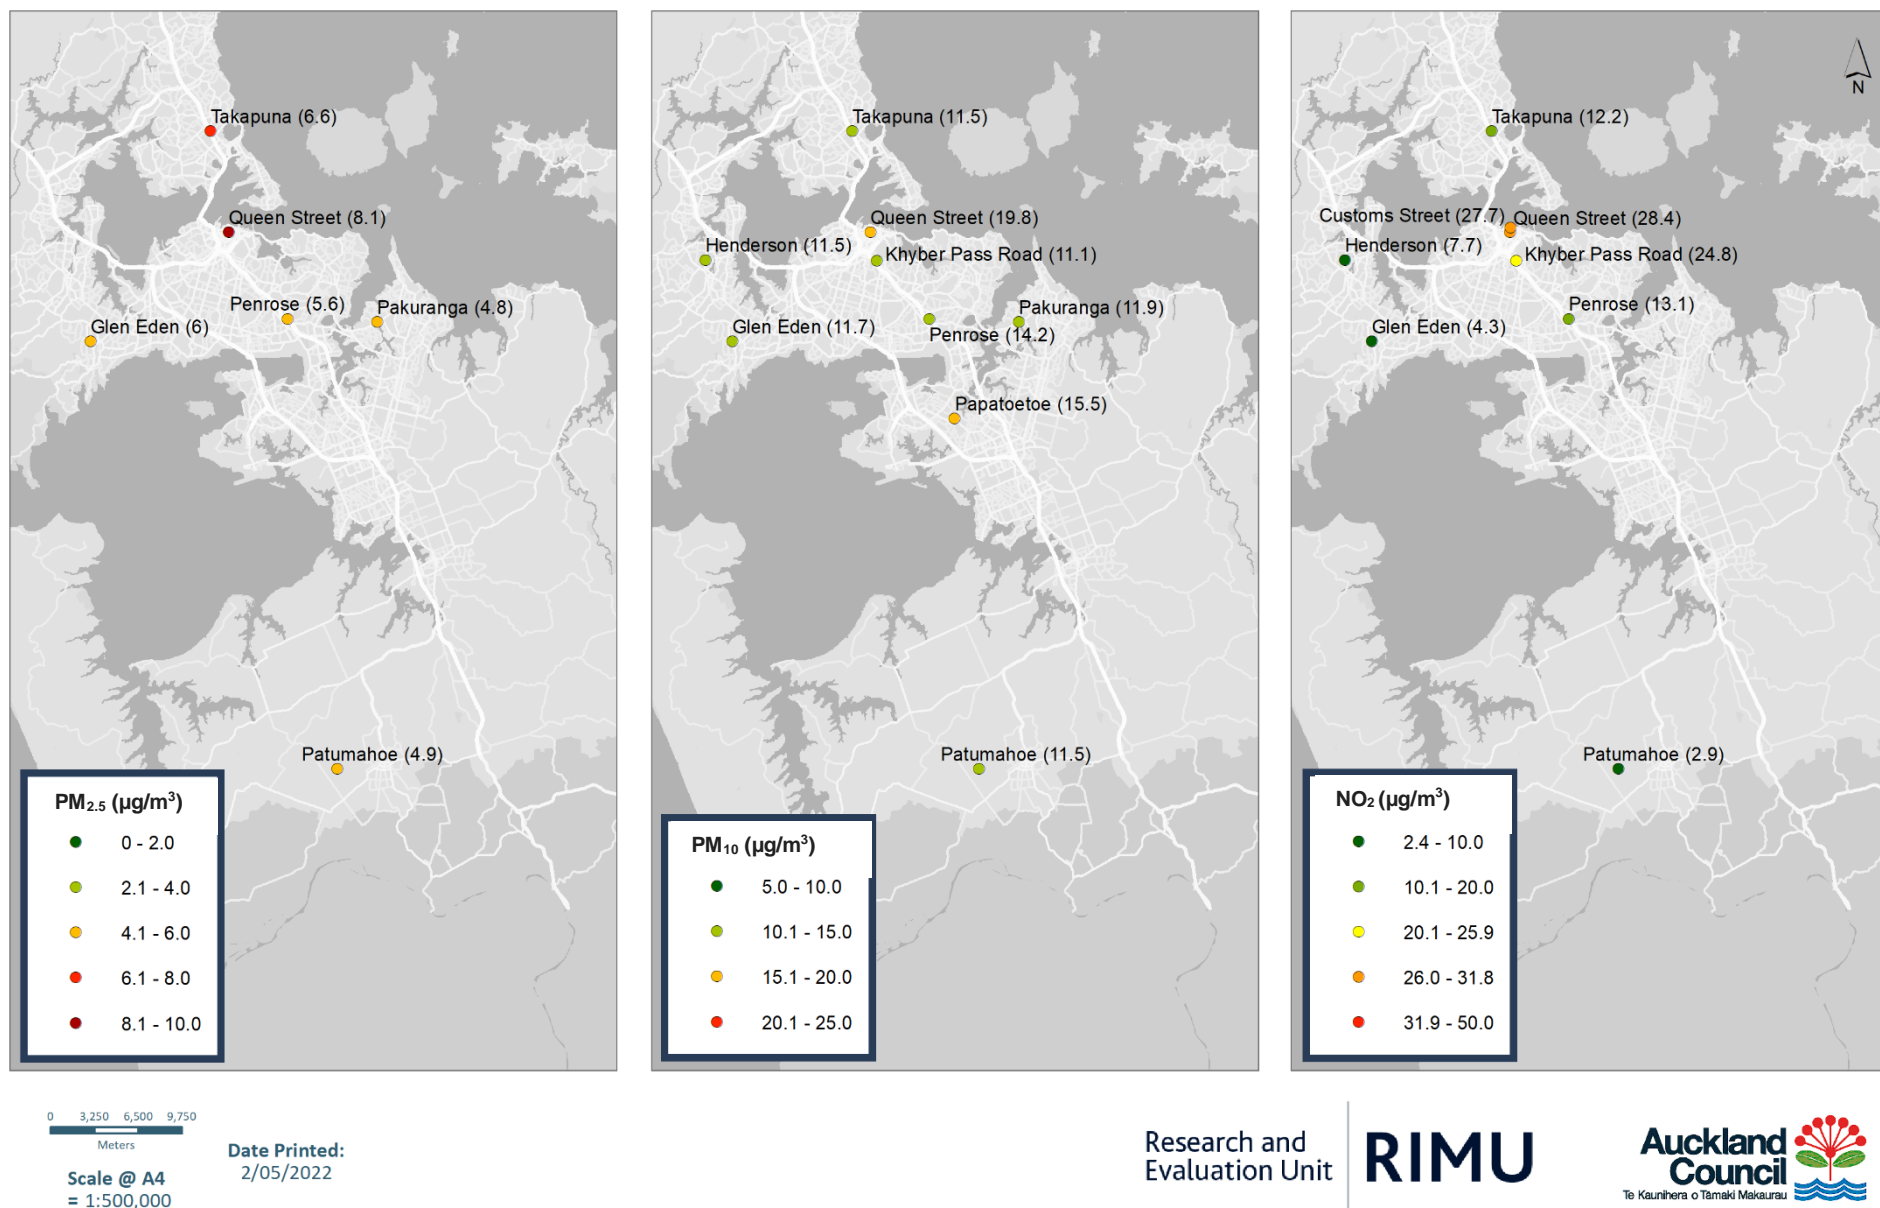 Takapuna (6.6)
Queen Street (8.1)
Penrose (5.6)
Pakuranga (4.8)
Glen Eden (6)
Patumahoe (4.9)
PM2.5 (µg/m³)
0 - 2.0
2.1 - 4.0
4.1 - 6.0
6.1 - 8.0
8.1 - 10.0
Takapuna (11.5)
Queen Street (19.8)
Henderson (11.5)
Khyber Pass Road (11.1)
Pakuranga (11.9)
Glen Eden (11.7)
Penrose (14.2)
Papatoetoe (15.5)
Patumahoe (11.5)
PM10 (µg/m³)
5.0 - 10.0
10.1 - 15.0
15.1 - 20.0
20.1 - 25.0
N
Takapuna (12.2)
Customs Street (27.7)
Queen Street (28.4)
Henderson (7.7)
Khyber Pass Road (24.8)
Penrose (13.1)
Glen Eden (4.3)
Patumahoe (2.9)
NO2 (µg/m³)
2.4 - 10.0
10.1 - 20.0
20.1 - 25.9
26.0 - 31.8
31.9 - 50.0
0 3,250 6,500 9,750
Meters
Scale @ A4
= 1:500,000
Date Printed:
2/05/2022
Research and
Evaluation Unit
RIMU
Auckland
Council
Te Kaunihera o Tāmaki Makaurau